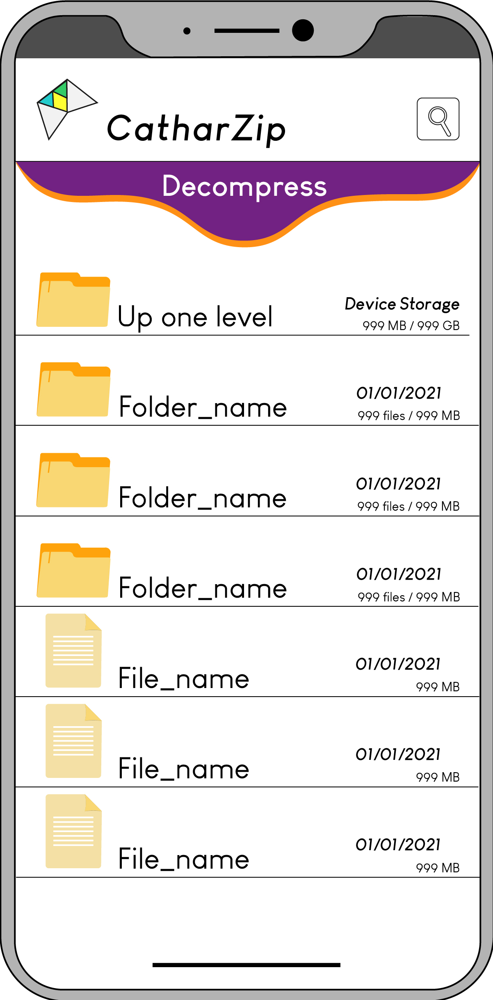 CatharZip
Decompress
Up one level
Device Storage
999 MB / 999 GB
Folder_name
01/01/2021
999 files / 999 MB
Folder_name
01/01/2021
999 files / 999 MB
Folder_name
01/01/2021
999 files / 999 MB
File_name
01/01/2021
999 MB
File_name
01/01/2021
999 MB
File_name
01/01/2021
999 MB